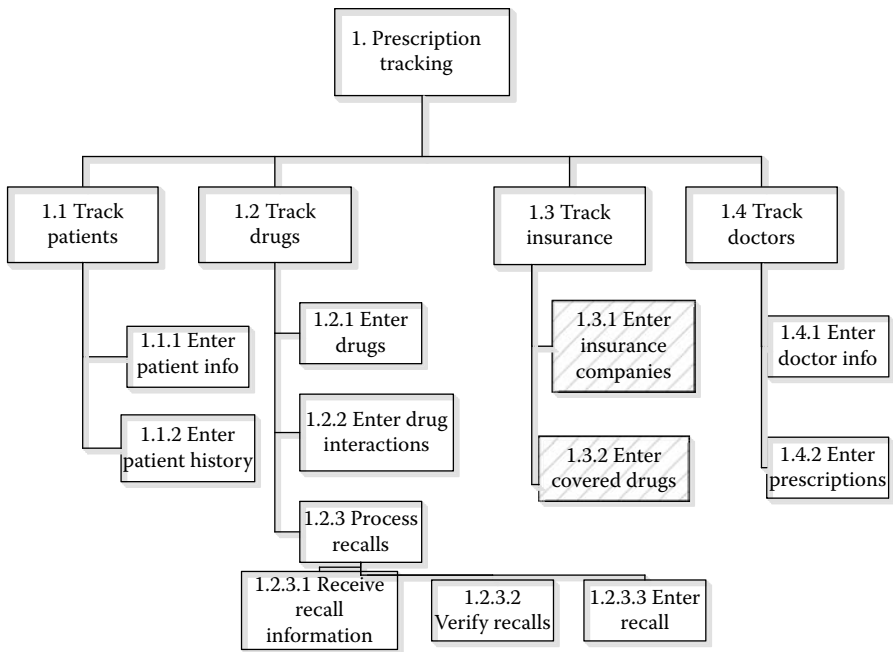 1. Prescription
tracking
1.1 Track
patients
1.2 Track
drugs
1.3 Track
insurance
1.4 Track
doctors
1.1.1 Enter
patient info
1.1.2 Enter
patient history
1.2.1 Enter
drugs
1.2.2 Enter drug
interactions
1.2.3 Process
recalls
1.2.3.1 Receive
recall
information
1.2.3.2
Verify recalls
1.2.3.3 Enter
recall
1.3.1 Enter
insurance
companies
1.3.2 Enter
covered drugs
1.4.1 Enter
doctor info
1.4.2 Enter
prescriptions